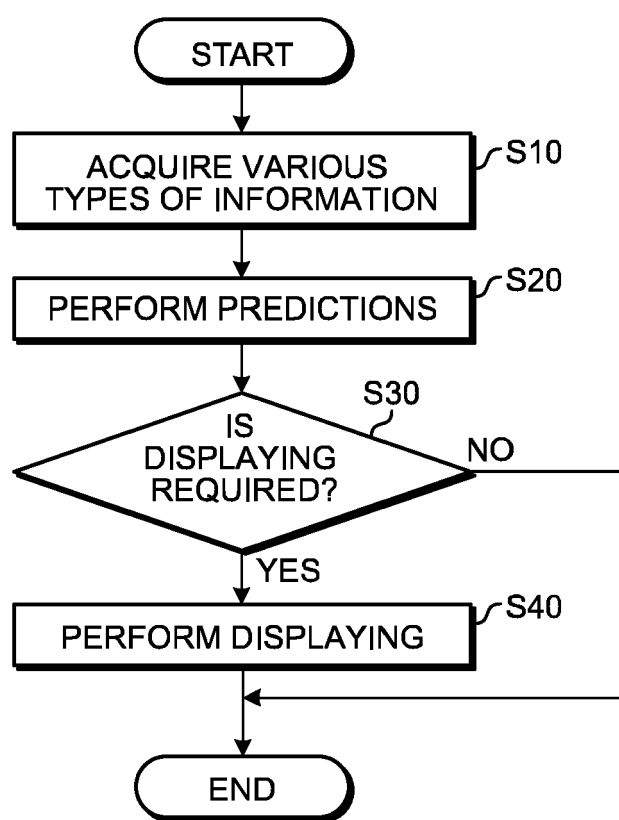 START
ACQUIRE VARIOUS
TYPES OF INFORMATION
S10
PERFORM PREDICTIONS
S20
IS
DISPLAYING
REQUIRED?
S30
NO
YES
PERFORM DISPLAYING
S40
END